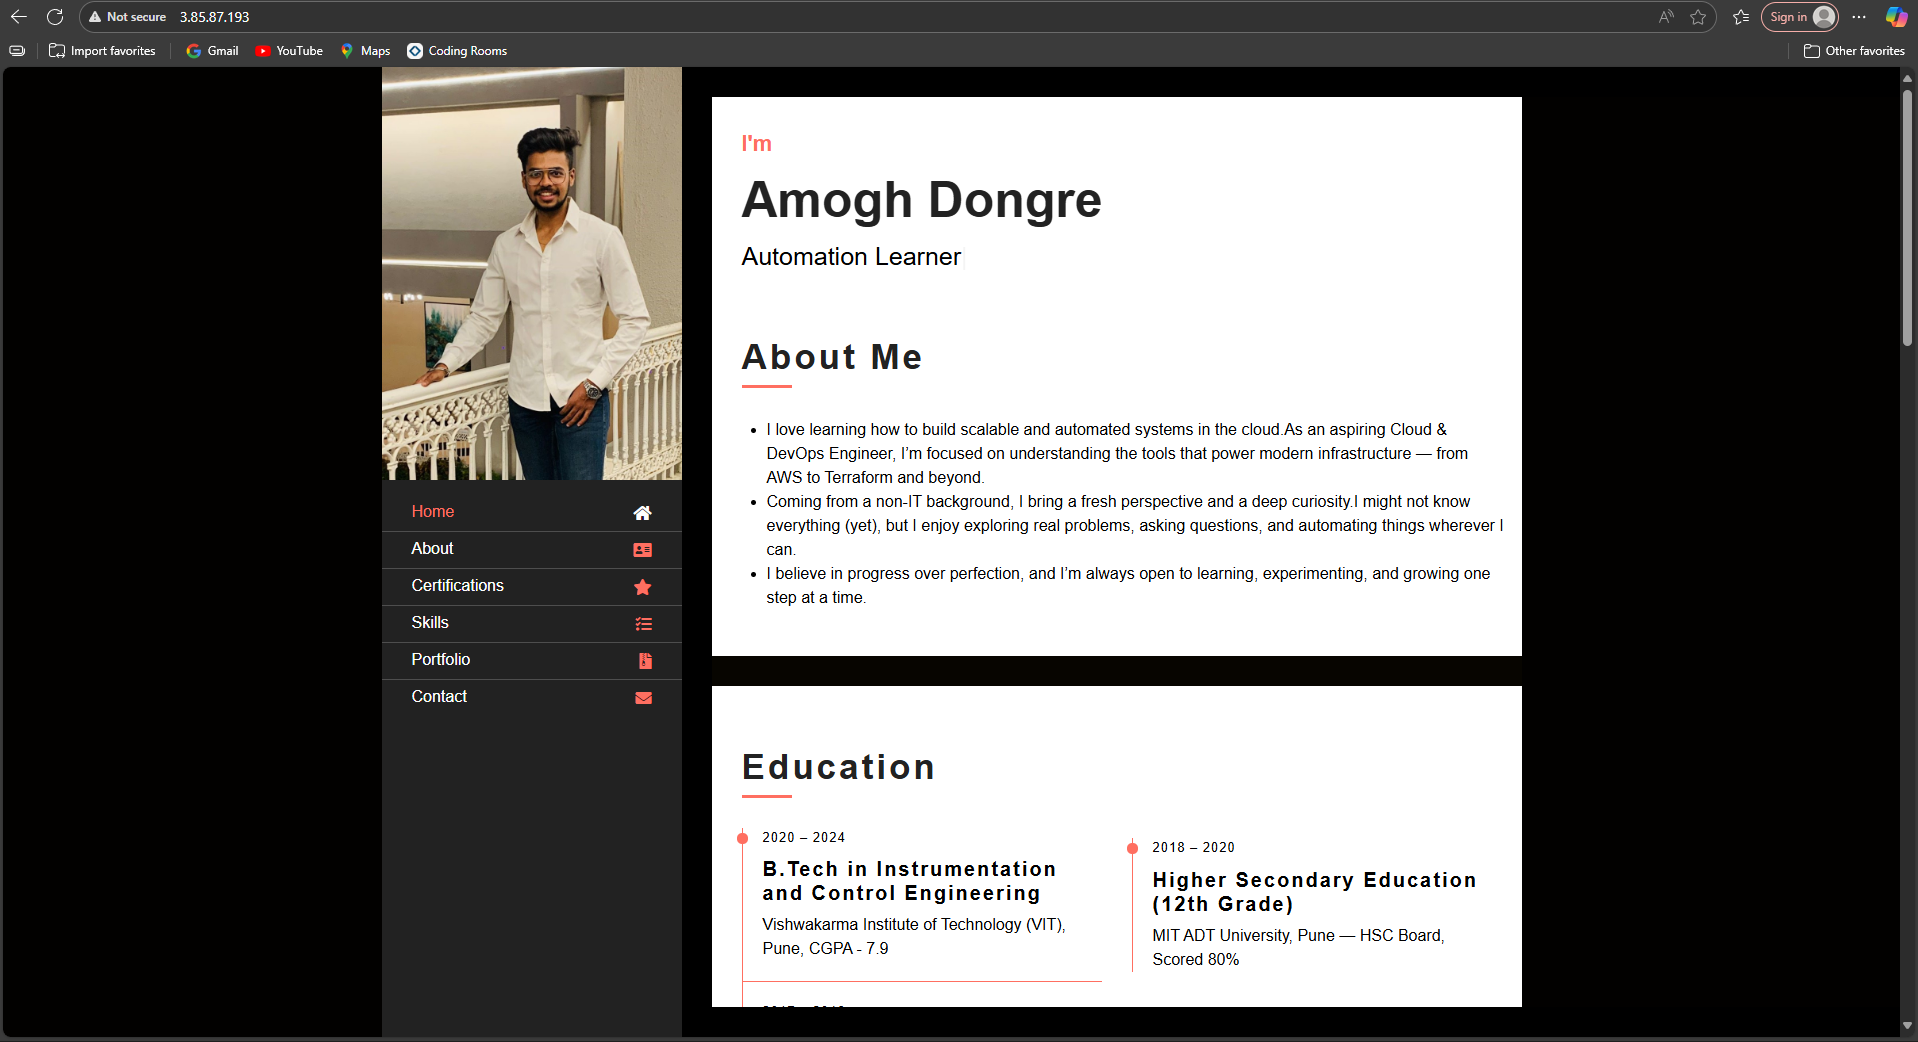 Not secure 3.85.87.193
Sign in
Import favorites Gmail YouTube Maps Coding Rooms Other favorites
Home
About
Certifications
Skills
Portfolio
Contact
I'm
Amogh Dongre
Automation Learner
About Me
I love learning how to build scalable and automated systems in the cloud.As an aspiring Cloud &
DevOps Engineer, I’m focused on understanding the tools that power modern infrastructure — from
AWS to Terraform and beyond.
Coming from a non-IT background, I bring a fresh perspective and a deep curiosity.I might not know
everything (yet), but I enjoy exploring real problems, asking questions, and automating things wherever I
can.
I believe in progress over perfection, and I’m always open to learning, experimenting, and growing one
step at a time.
Education
2020 – 2024
B.Tech in Instrumentation
and Control Engineering
Vishwakarma Institute of Technology (VIT),
Pune, CGPA - 7.9
2018 – 2020
Higher Secondary Education
(12th Grade)
MIT ADT University, Pune — HSC Board,
Scored 80%